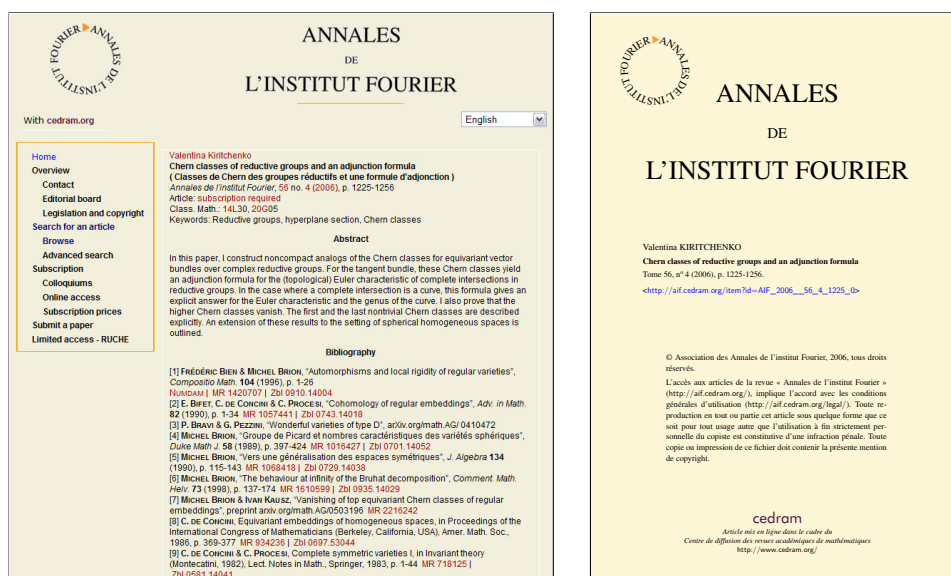 ANNALES DE L'INSTITUT FOURIER
ANNALES
DE
L'INSTITUT FOURIER
With cedram.org
English
Home
Overview
Contact
Editorial board
Legislation and copyright
Search for an article
Browse
Advanced search
Subscription
Colloquiums
Online access
Subscription prices
Submit a paper
Limited access - RUCHE
Valentina Kiritchenko
Chern classes of reductive groups and an adjunction formula
( Classes de Chern des groupes réductifs et une formule d'adjonction )
Annales de l'institut Fourier, 56 no. 4 (2006), p. 1225-1256
Article: subscription required
Class. Math.: 14L30, 20G05
Keywords: Reductive groups, hyperplane section, Chern classes
Abstract
In this paper, I construct noncompact analogs of the Chern classes for equivariant vector
bundles over complex reductive groups. For the tangent bundle, these Chern classes yield
an adjunction formula for the (topological) Euler characteristic of complete intersections in
reductive groups. In the case where a complete intersection is a curve, this formula gives an
explicit answer for the Euler characteristic and the genus of the curve. I also prove that the
higher Chern classes vanish. The first and the last nontrivial Chern classes are described
explicitly. An extension of these results to the setting of spherical homogeneous spaces is
outlined.
Bibliography
[1] FRÉDÉRIC BIEN & MICHEL BRION, "Automorphisms and local rigidity of regular varieties",
Compositio Math. 104 (1996), p. 1-26
NUMDAM | MR 1420707 | Zbl 0910.14004
[2] E. BIFET, C. DE CONCINI & C. PROCESI, "Cohomology of regular embeddings", Adv. in Math.
82 (1990), p. 1-34 MR 1057441 | Zbl 0743.14018
[3] P. BRAVI & G. PEZZINI, "Wonderful varieties of type D", arXiv.org/math.AG/ 0410472
[4] MICHEL BRION, "Groupe de Picard et nombres caractéristiques des variétés sphériques",
Duke Math J. 58 (1989), p. 397-424 MR 1016427 | Zbl 0701.14052
[5] MICHEL BRION, "Vers une généralisation des espaces symétriques", J. Algebra 134
(1990), p. 115-143 MR 1068418 | Zbl 0729.14038
[6] MICHEL BRION, "The behaviour at infinity of the Bruhat decomposition", Comment. Math.
Helv. 73 (1998), p. 137-174 MR 1610599 | Zbl 0935.14029
[7] MICHEL BRION & IVAN KAUSZ, "Vanishing of top equivariant Chern classes of regular
embeddings", preprint arxiv.org/math.AG/0503196 MR 2216242
[8] C. DE CONCINI, Equivariant embeddings of homogeneous spaces, in Proceedings of the
International Congress of Mathematicians (Berkeley, California, USA), Amer. Math. Soc.,
1986, p. 369-377 MR 934236 | Zbl 0697.53044
[9] C. DE CONCINI & C. PROCESI, Complete symmetric varieties I, in Invariant theory
(Montecatini, 1982), Lect. Notes in Math., Springer, 1983, p. 1-44 MR 718125 |
Zbl 0581.14041
ANNALES DE L'INSTITUT FOURIER
ANNALES
DE
L'INSTITUT FOURIER
Valentina KIRITCHENKO
Chern classes of reductive groups and an adjunction formula
Tome 56, nº 4 (2006), p. 1225-1256.
<http://aif.cedram.org/item?id=AIF_2006__56_4_1225_0>
© Association des Annales de l'institut Fourier, 2006, tous droits
réservés.
L'accès aux articles de la revue « Annales de l'institut Fourier »
(http://aif.cedram.org/), implique l'accord avec les conditions
générales d'utilisation (http://aif.cedram.org/legal/). Toute re-
production en tout ou partie cet article sous quelque forme que ce
soit pour tout usage autre que l'utilisation à fin strictement per-
sonnelle du copiste est constitutive d'une infraction pénale. Toute
copie ou impression de ce fichier doit contenir la présente mention
de copyright.
cedram
Article mis en ligne dans le cadre du
Centre de diffusion des revues académiques de mathématiques
http://www.cedram.org/